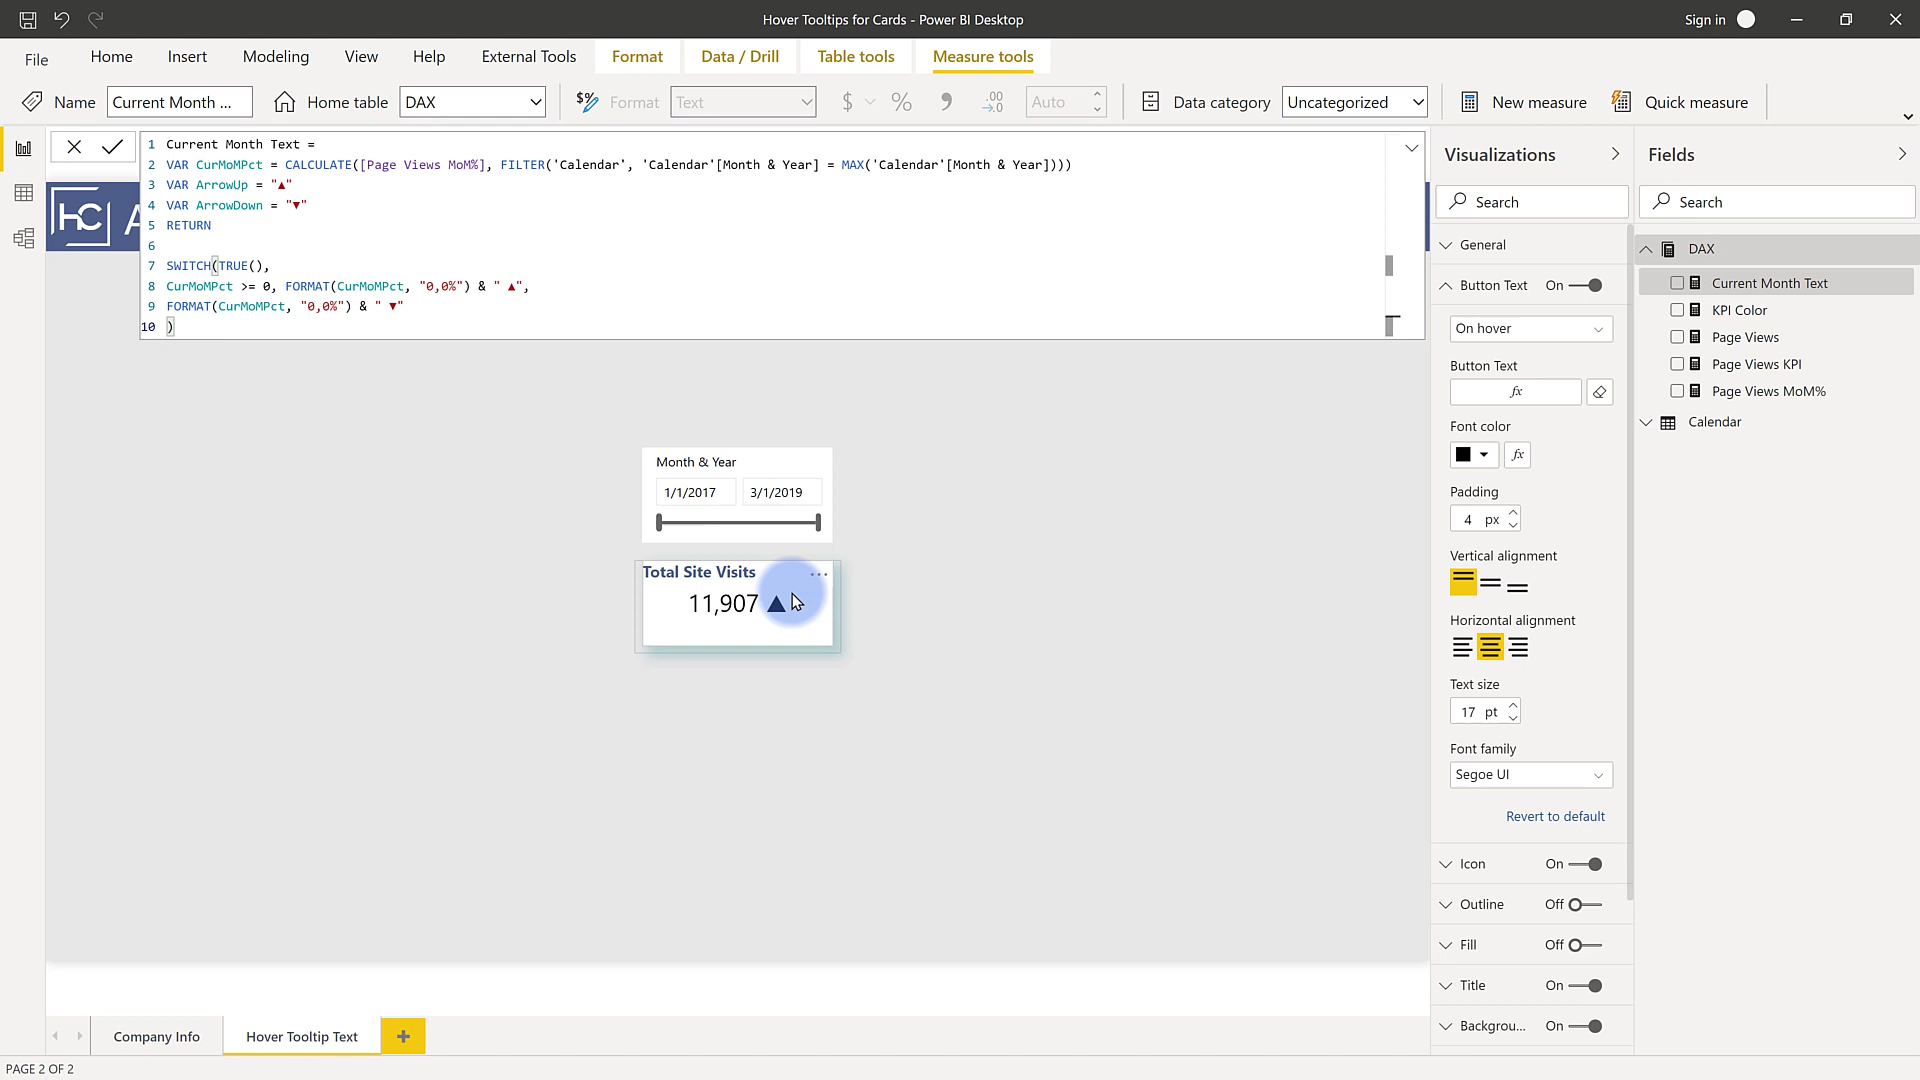 Hover Tooltips for Cards - Power BI Desktop
Sign in
File
Home
Insert
Modeling
View
Help
External Tools
Format
Data / Drill
Table tools
Measure tools
Name
Current Month ...
Home table
DAX
$%
Format
Text
$
%
,
.00
→.0
Auto
Data category
Uncategorized
New measure
Quick measure
1 Current Month Text =
2 VAR CurMoMPct = CALCULATE([Page Views MoM%], FILTER('Calendar', 'Calendar'[Month & Year] = MAX('Calendar'[Month & Year])))
3 VAR ArrowUp = "▲"
4 VAR ArrowDown = "▼"
5 RETURN
6
7 SWITCH(TRUE(),
8 CurMoMPct >= 0, FORMAT(CurMoMPct, "0,0%") & " ▲",
9 FORMAT(CurMoMPct, "0,0%") & " ▼"
10 )
HC
A
Month & Year
1/1/2017
3/1/2019
Total Site Visits
...
11,907 ▲
Visualizations
Search
General
Button Text
On
On hover
Button Text
fx
Font color
fx
Padding
4 px
Vertical alignment
Horizontal alignment
Text size
17 pt
Font family
Segoe UI
Revert to default
Icon
On
Outline
Off
Fill
Off
Title
On
Backgrou...
On
Fields
Search
DAX
Current Month Text
KPI Color
Page Views
Page Views KPI
Page Views MoM%
Calendar
Company Info
Hover Tooltip Text
+
PAGE 2 OF 2